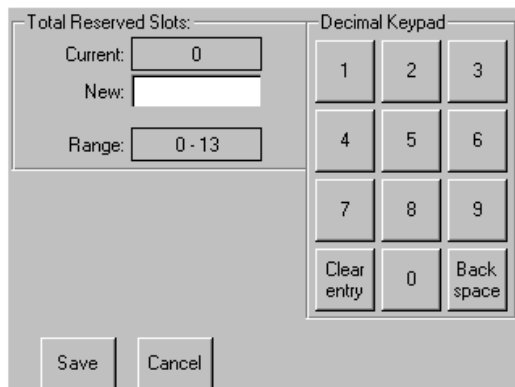 Total Reserved Slots:
Current: 0
New:
Range: 0 - 13
Decimal Keypad
1 2 3
4 5 6
7 8 9
Clear entry 0 Back space
Save Cancel